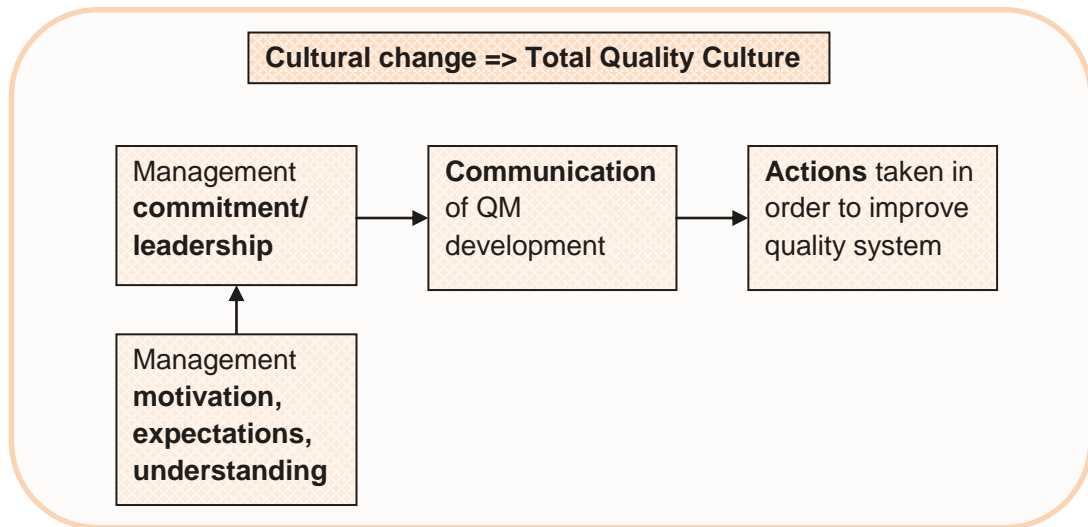 Cultural change => Total Quality Culture
Management
commitment/
leadership
Communication
of QM
development
Actions taken in
order to improve
quality system
Management
motivation,
expectations,
understanding